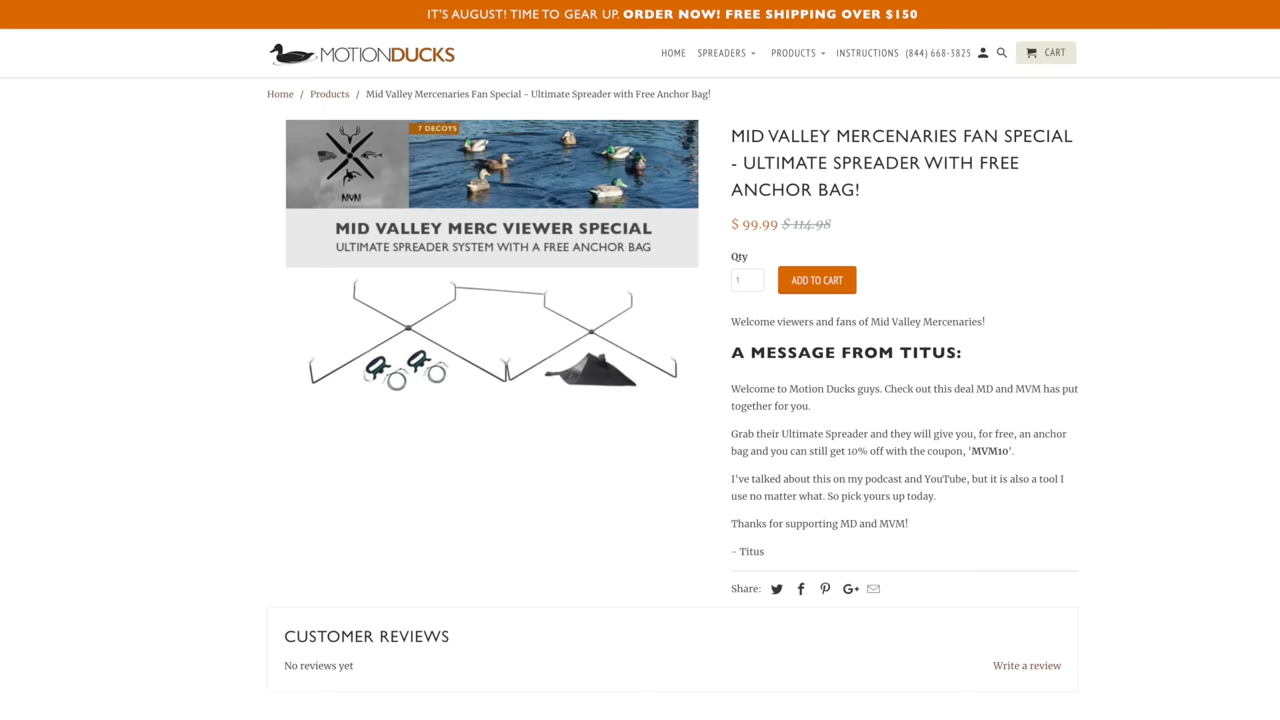 IT'S AUGUST! TIME TO GEAR UP. ORDER NOW! FREE SHIPPING OVER $150
MOTIONDUCKS
HOME SPREADERS PRODUCTS INSTRUCTIONS (844) 668-3825 CART
Home / Products / Mid Valley Mercenaries Fan Special - Ultimate Spreader with Free Anchor Bag!
7 DECOYS
MVM
MID VALLEY MERC VIEWER SPECIAL
ULTIMATE SPREADER SYSTEM WITH A FREE ANCHOR BAG
MID VALLEY MERCENARIES FAN SPECIAL
- ULTIMATE SPREADER WITH FREE
ANCHOR BAG!
$ 99.99 $ 114.98
Qty
1
ADD TO CART
Welcome viewers and fans of Mid Valley Mercenaries!
A MESSAGE FROM TITUS:
Welcome to Motion Ducks guys. Check out this deal MD and MVM has put
together for you.
Grab their Ultimate Spreader and they will give you, for free, an anchor
bag and you can still get 10% off with the coupon, 'MVM10'.
I've talked about this on my podcast and YouTube, but it is also a tool I
use no matter what. So pick yours up today.
Thanks for supporting MD and MVM!
- Titus
Share: G+
CUSTOMER REVIEWS
No reviews yet
Write a review